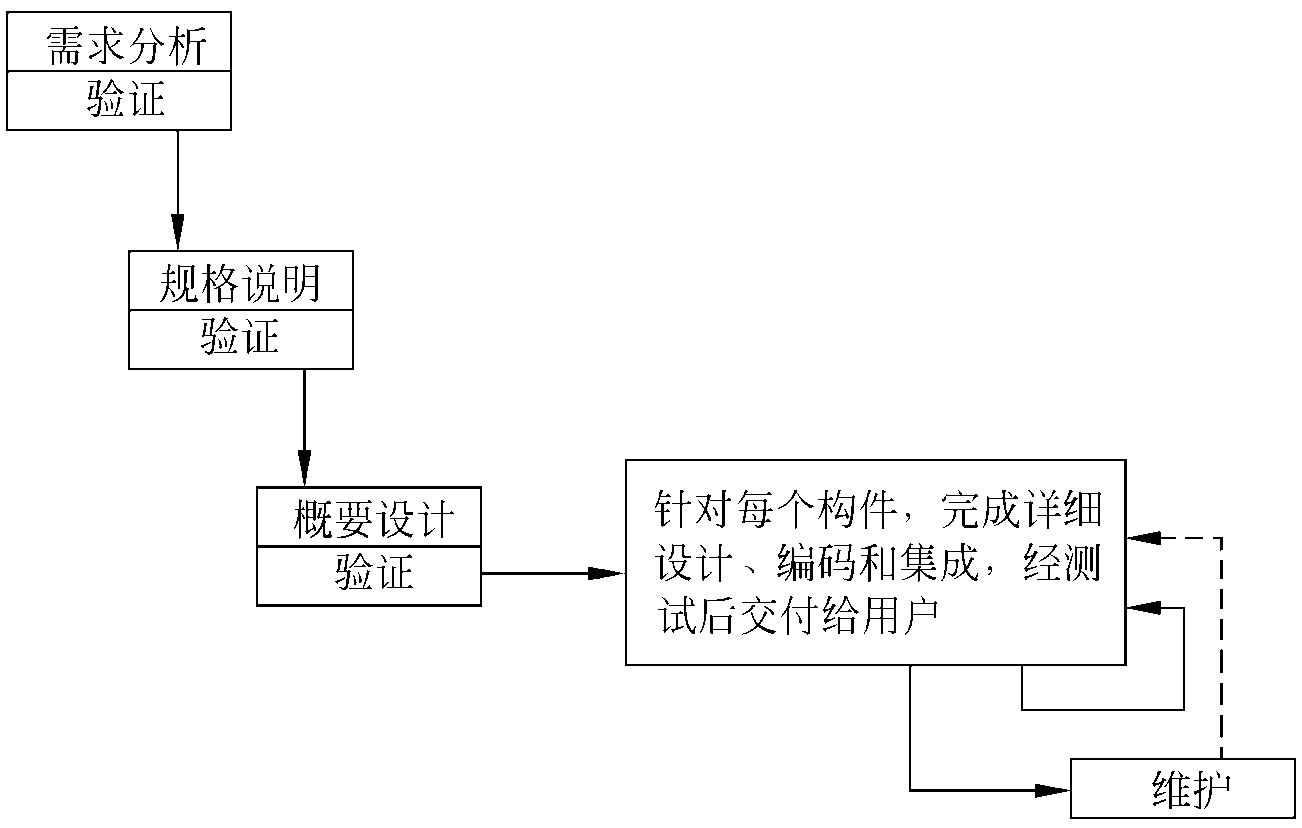 需求分析
验证
规格说明
验证
概要设计
验证
针对每个构件，完成详细
设计、编码和集成，经测
试后交付给用户
维护